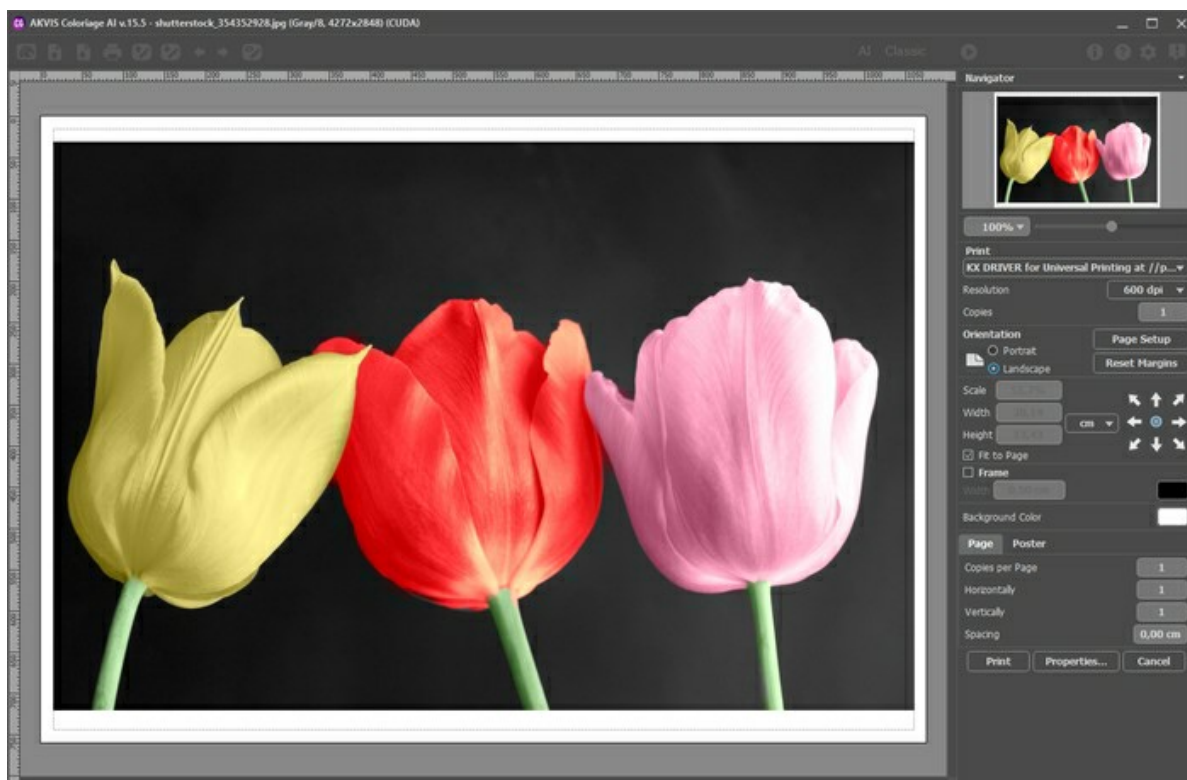 AKVIS Coloriage AI v.15.5 - shutterstock_354352928.jpg (Gray/8, 4272x2848) (CUDA)
AI Classic
Navigator
100%
Print
KX DRIVER for Universal Printing at //p...
Resolution 600 dpi
Copies 1
Orientation Page Setup
Portrait
Landscape Reset Margins
Scale
Width
cm
Height
Fit to Page
Frame
Width
Background Color
Page Poster
Copies per Page 1
Horizontally 1
Vertically 1
Spacing 0,00 cm
Print Properties... Cancel